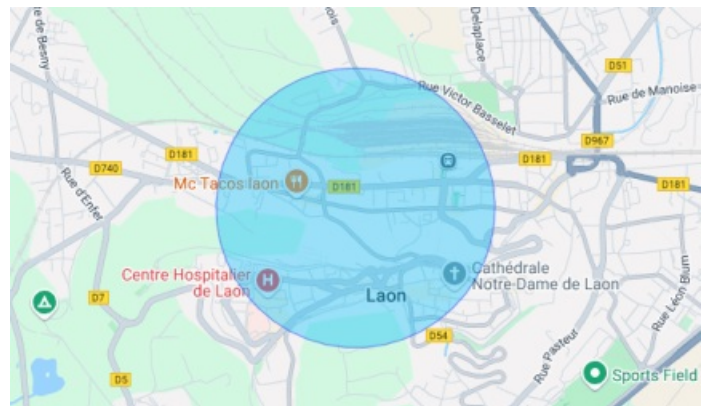 Rue de Besny
Delaplace
D51
Rue de Manoise
Rue Victor Basselet
D967
D181
D740
D181
D181
Mc Tacos laon
D181
Rue d'Enfer
Centre Hospitalier
de Laon
Cathédrale
Notre-Dame de Laon
D7
Laon
Rue Léon Blum
D54
Rue Pasteur
D5
Sports Field